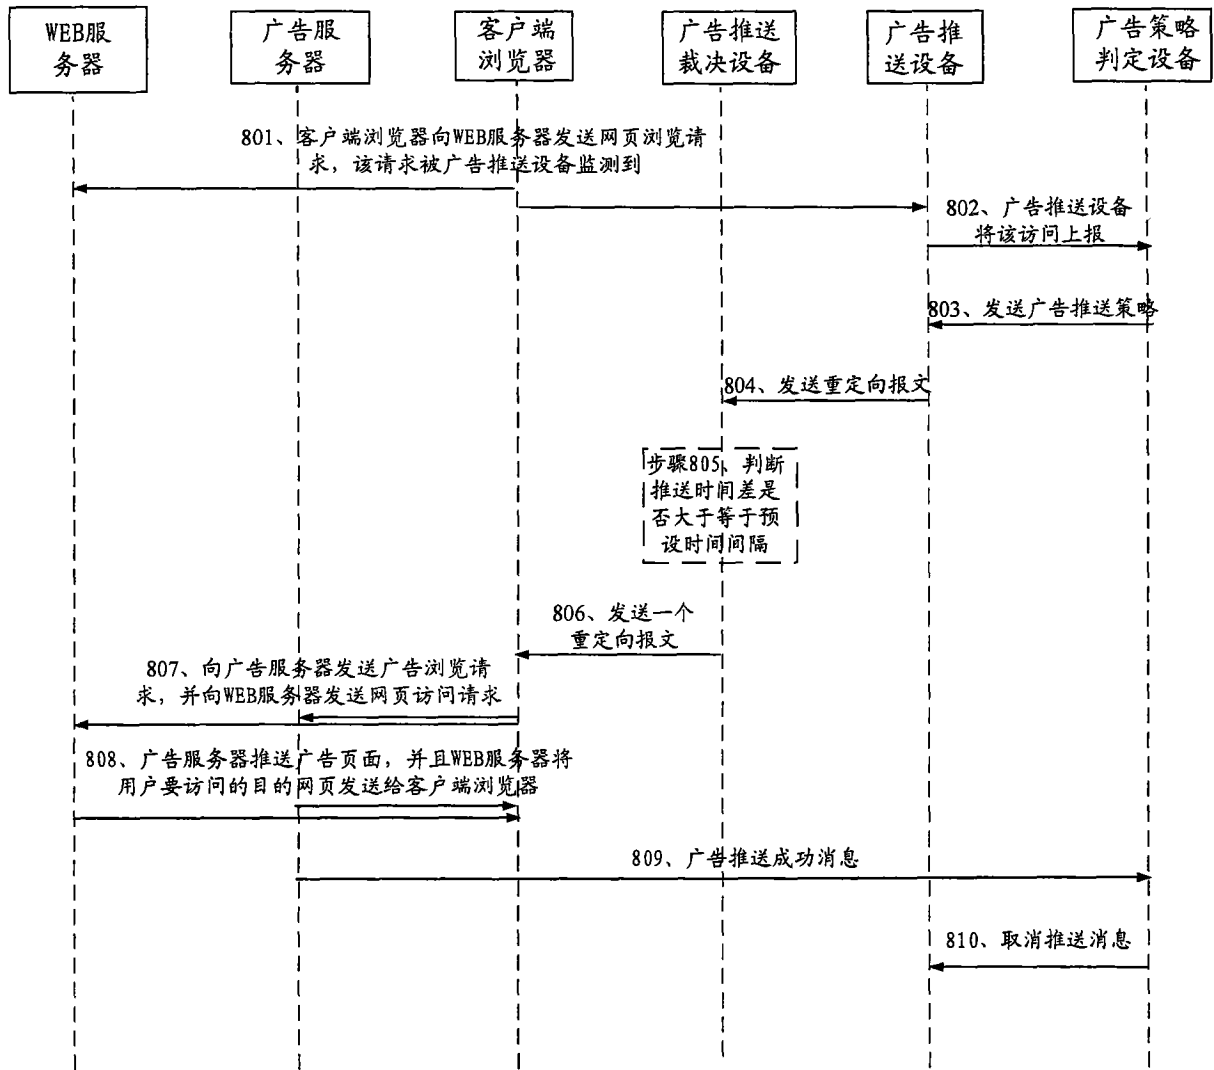 WEB服
务器
广告服
务器
客户端
浏览器
广告推送
裁决设备
广告推
送设备
广告策略
判定设备
801、客户端浏览器向WEB服务器发送网页浏览请
求，该请求被广告推送设备监测到
802、广告推送设备
将该访问上报
803、发送广告推送策略
804、发送重定向报文
步骤805、判断
推送时间差是
否大于等于预
设时间间隔
806、发送一个
重定向报文
807、向广告服务器发送广告浏览请
求，并向WEB服务器发送网页访问请求
808、广告服务器推送广告页面，并且WEB服务器将
用户要访问的目的网页发送给客户端浏览器
809、广告推送成功消息
810、取消推送消息